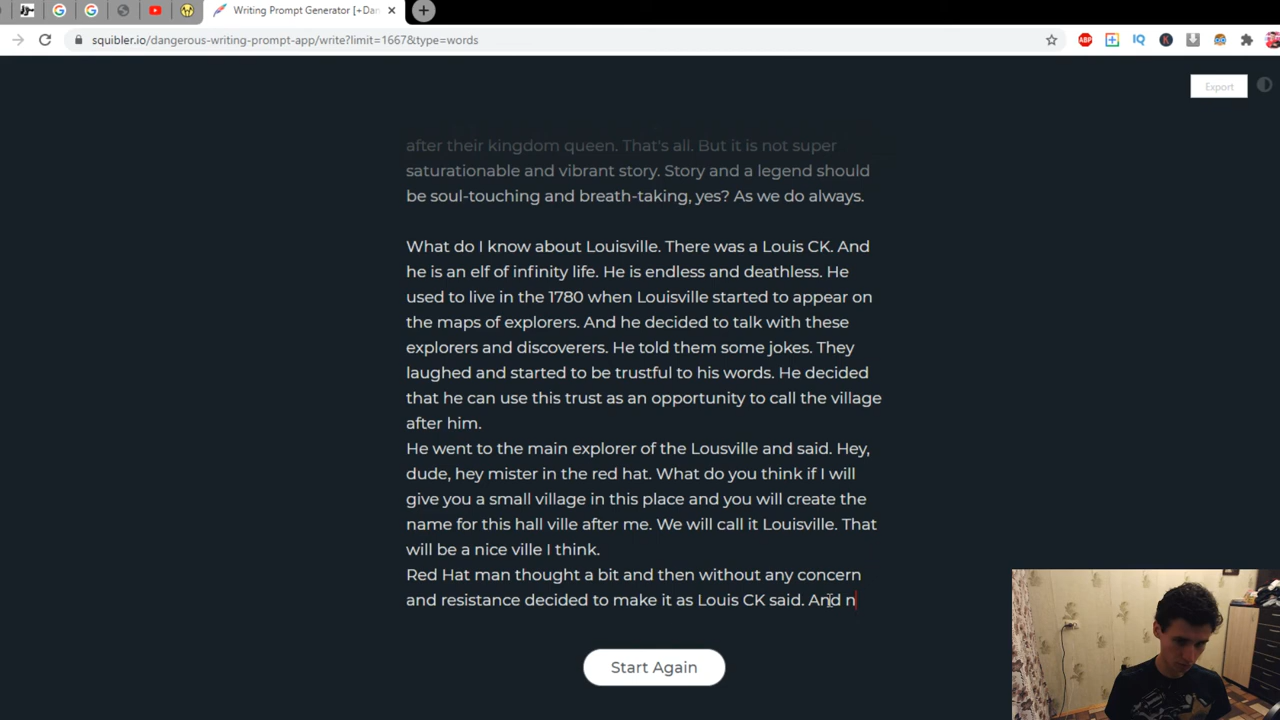 Writing Prompt Generator [+Dan
squibler.io/dangerous-writing-prompt-app/write?limit=1667&type=words
ABP
IQ
K
Export
after their kingdom queen. That's all. But it is not super
saturationable and vibrant story. Story and a legend should
be soul-touching and breath-taking, yes? As we do always.
What do I know about Louisville. There was a Louis CK. And
he is an elf of infinity life. He is endless and deathless. He
used to live in the 1780 when Louisville started to appear on
the maps of explorers. And he decided to talk with these
explorers and discoverers. He told them some jokes. They
laughed and started to be trustful to his words. He decided
that he can use this trust as an opportunity to call the village
after him.
He went to the main explorer of the Lousville and said. Hey,
dude, hey mister in the red hat. What do you think if I will
give you a small village in this place and you will create the
name for this hall ville after me. We will call it Louisville. That
will be a nice ville I think.
Red Hat man thought a bit and then without any concern
and resistance decided to make it as Louis CK said. And n
Start Again